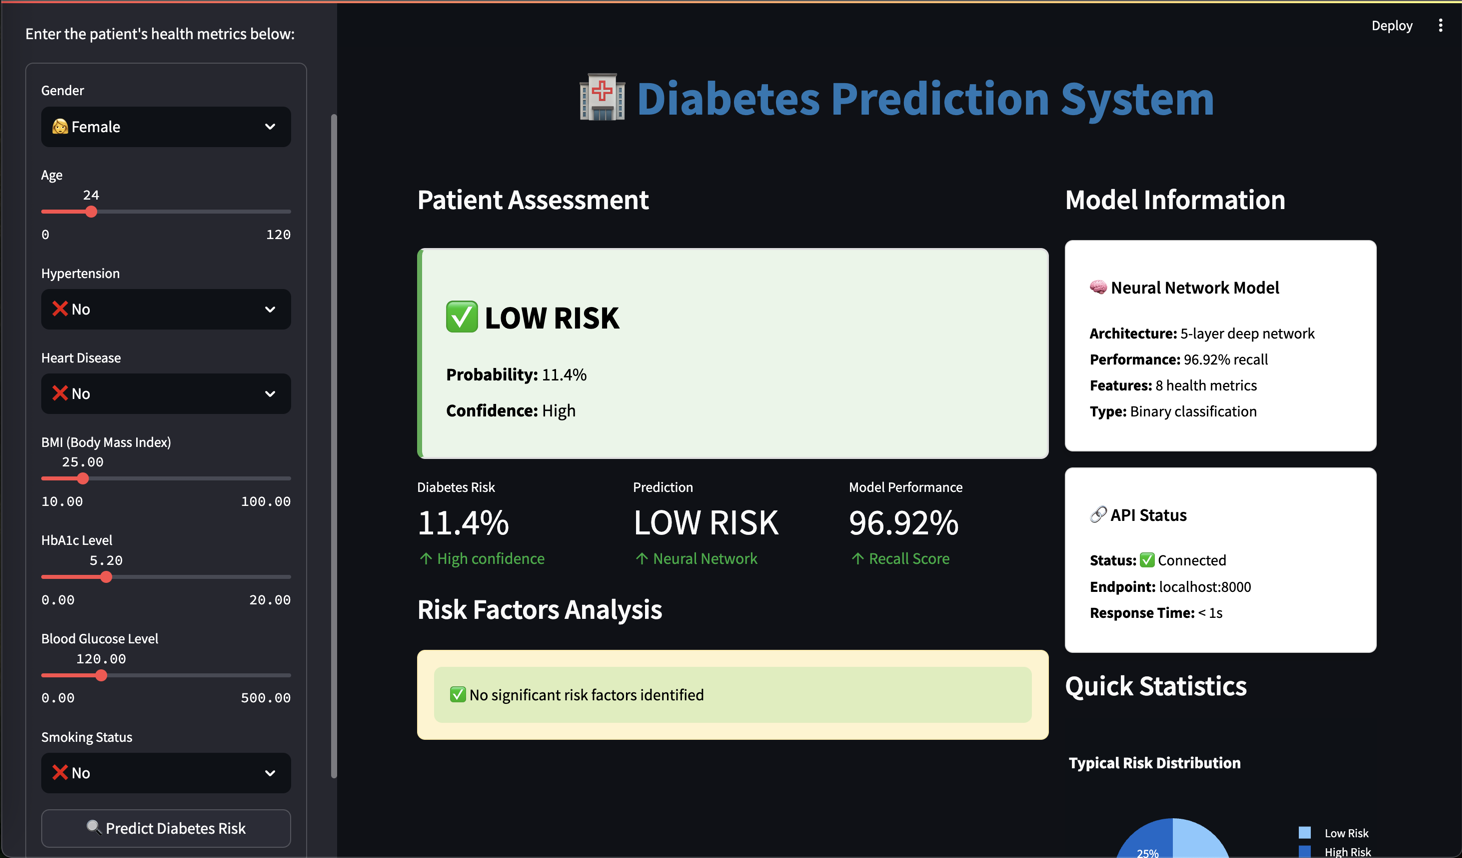 Enter the patient's health metrics below:
Gender
Female
Age
24
0 120
Hypertension
No
Heart Disease
No
BMI (Body Mass Index)
25.00
10.00 100.00
HbA1c Level
5.20
0.00 20.00
Blood Glucose Level
120.00
0.00 500.00
Smoking Status
No
Predict Diabetes Risk
Deploy
Diabetes Prediction System
Patient Assessment
LOW RISK
Probability: 11.4%
Confidence: High
Diabetes Risk
11.4%
↑ High confidence
Prediction
LOW RISK
↑ Neural Network
Model Performance
96.92%
↑ Recall Score
Risk Factors Analysis
No significant risk factors identified
Model Information
Neural Network Model
Architecture: 5-layer deep network
Performance: 96.92% recall
Features: 8 health metrics
Type: Binary classification
API Status
Status: Connected
Endpoint: localhost:8000
Response Time: < 1s
Quick Statistics
Typical Risk Distribution
25%
Low Risk
High Risk